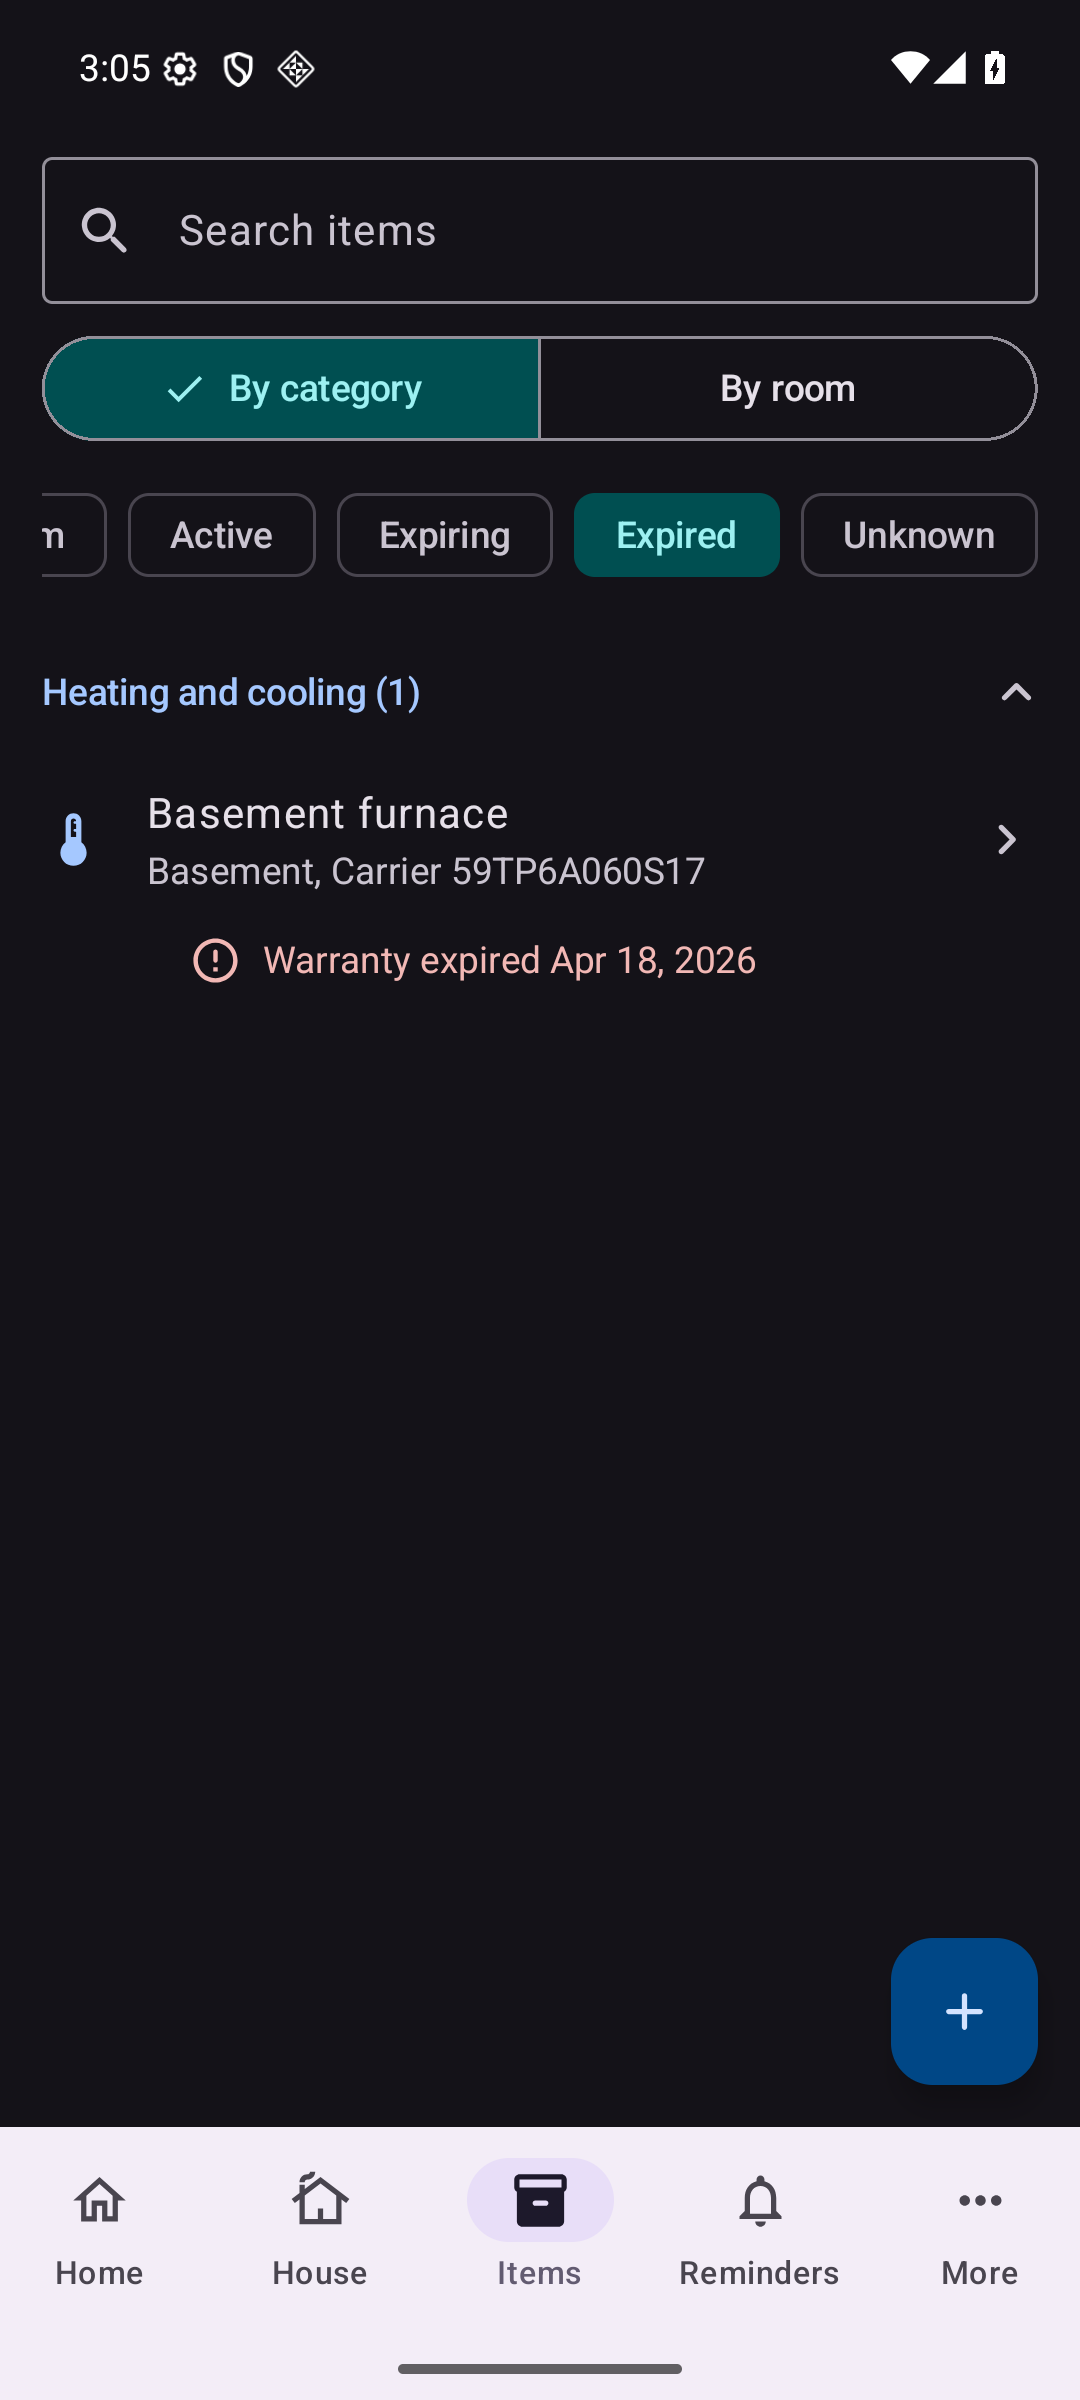 3:05
Search items
By category
By room
m
Active
Expiring
Expired
Unknown
Heating and cooling (1)
Basement furnace
Basement, Carrier 59TP6A060S17
Warranty expired Apr 18, 2026
Home
House
Items
Reminders
More